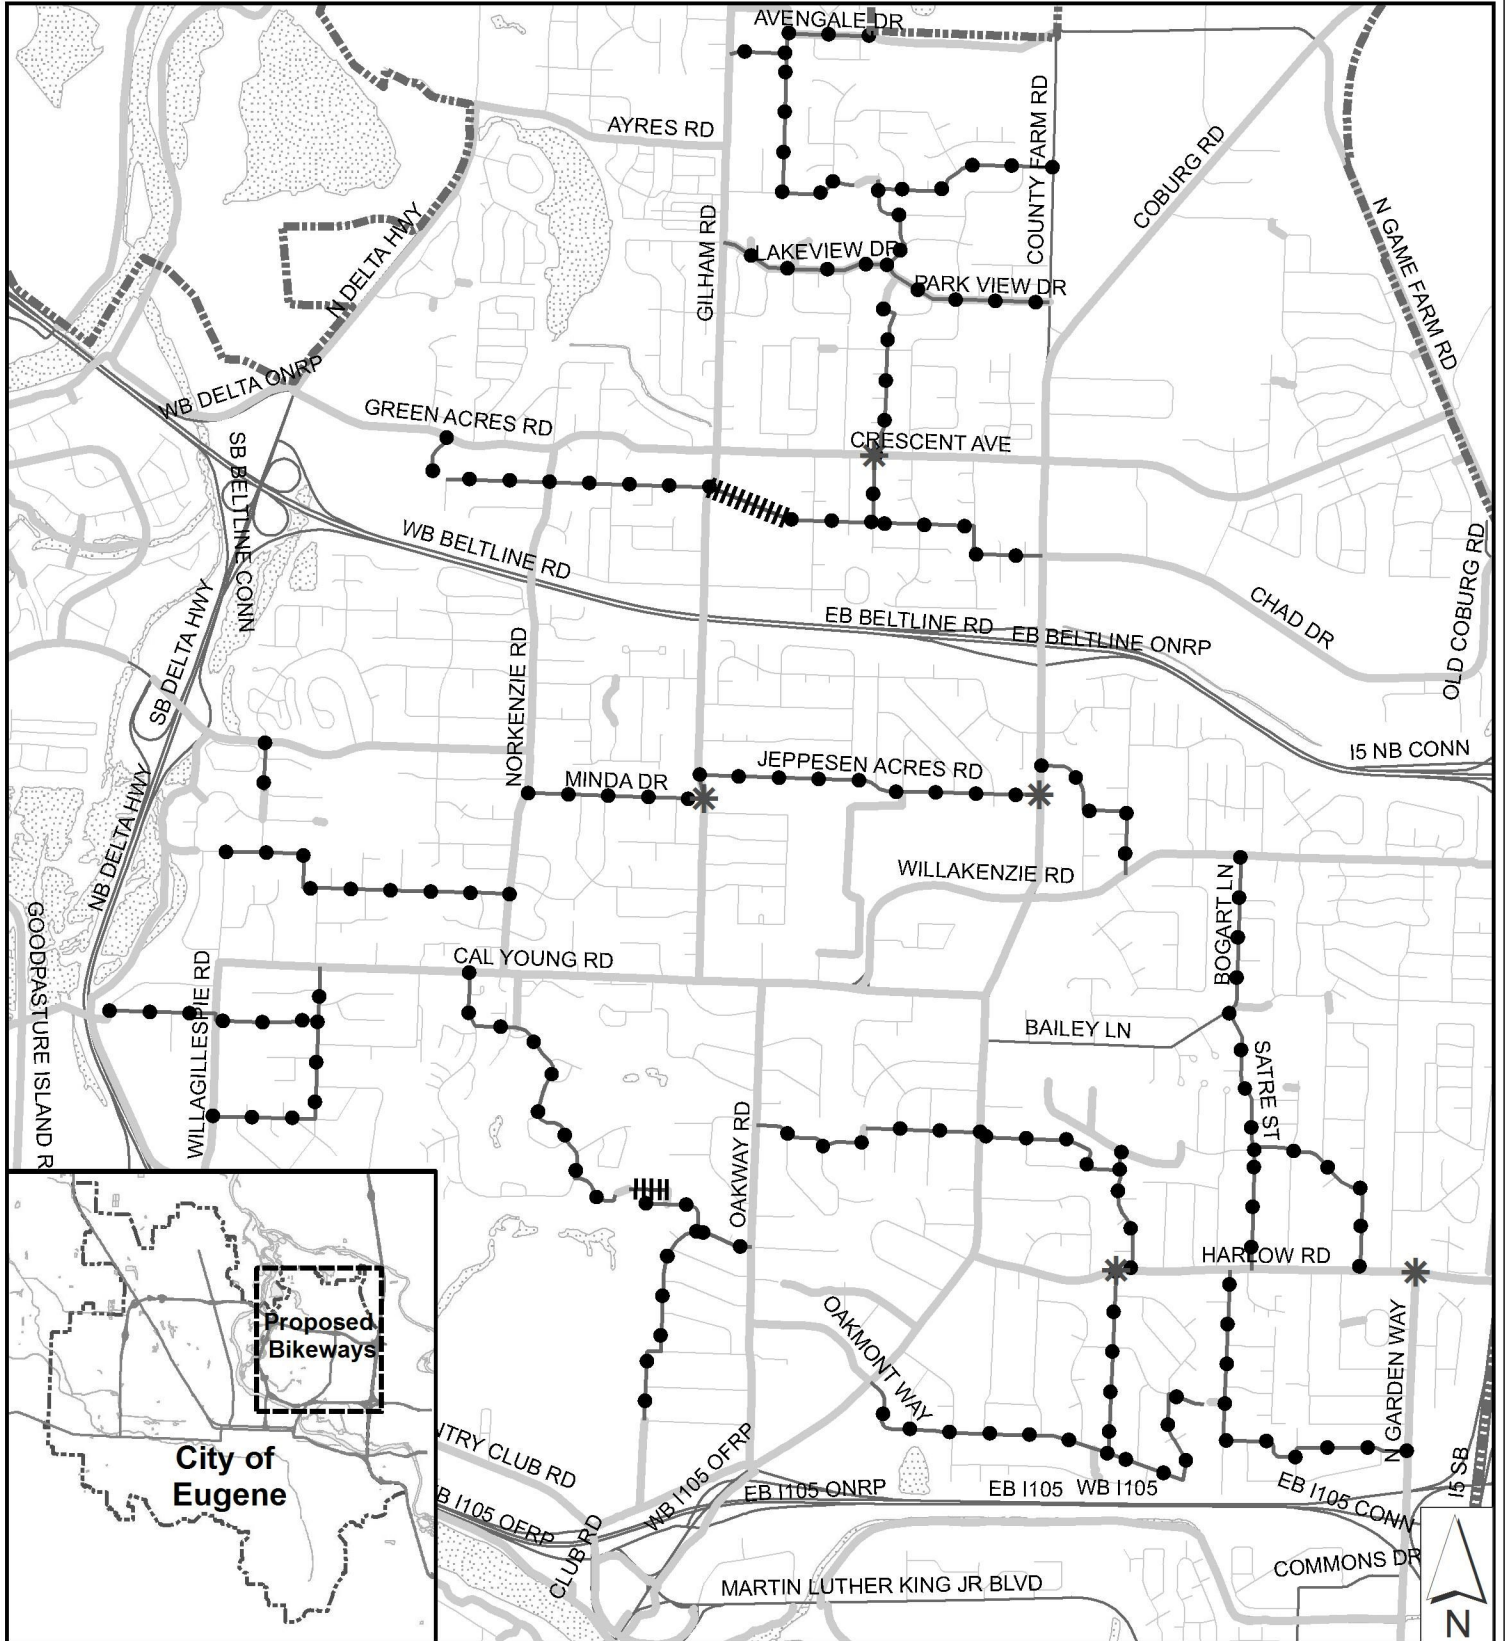 AVENGALE DR
AYRES RD
COUNTY FARM RD
COBURG RD
N DELTA HWY
GILHAM RD
LAKEVIEW DR
PARK VIEW DR
N GAME FARM RD
WB DELTA ONRP
GREEN ACRES RD
CRESCENT AVE
SB BELTLINE CONN
WB BELTLINE RD
EB BELTLINE RD
EB BELTLINE ONRP
CHAD DR
OLD COBURG RD
SB DELTA HWY
NORKENZIE RD
I5 NB CONN
JEPPESEN ACRES RD
MINDA DR
NB DELTA HWY
WILLAKENZIE RD
BOGART LN
GOODPASTURE ISLAND R
WILLAGILLESPIE RD
CAL YOUNG RD
BAILEY LN
SATRE ST
OAKWAY RD
HARLOW RD
OAKMONT WAY
N GARDEN WAY
Proposed
Bikeways
City of
Eugene
NTRY CLUB RD
WB I105 OFRP
EB I105 ONRP
EB I105
WB I105
EB I105 CONN
I5 SB
B I105 OFRP
CLUB RD
MARTIN LUTHER KING JR BLVD
COMMONS DR
N